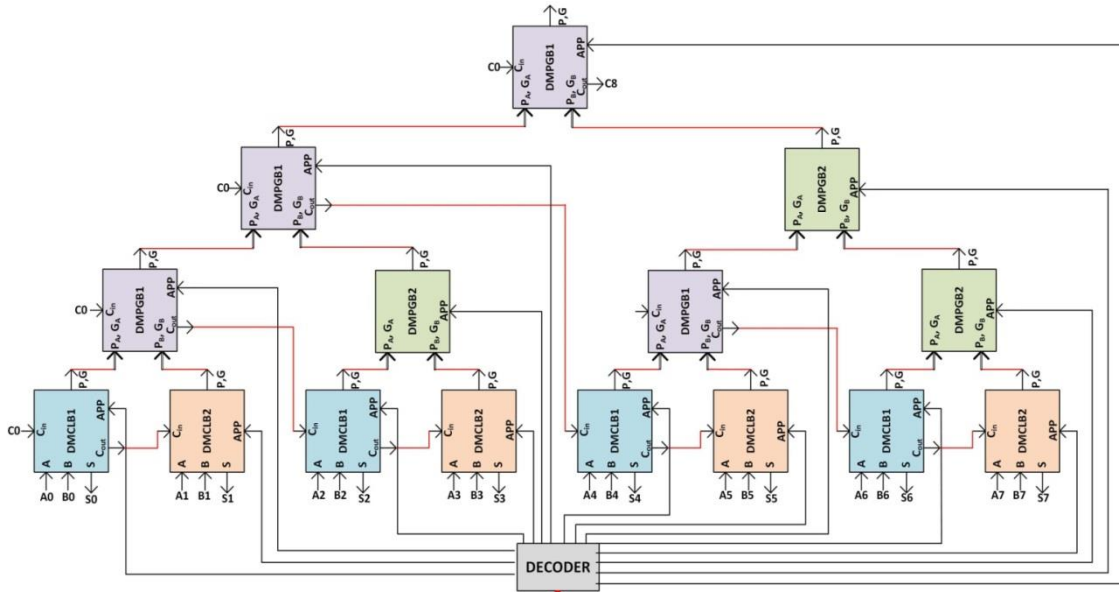 P,G
DMPGB1
C0
Cin
APP
PA, GA
PB, GB
Cout
C8
P,G
DMPGB1
C0
Cin
APP
PA, GA
PB, GB
Cout
P,G
DMPGB2
APP
PA, GA
PB, GB
P,G
DMPGB1
C0
Cin
APP
PA, GA
PB, GB
Cout
P,G
DMPGB2
APP
PA, GA
PB, GB
P,G
DMPGB1
Cin
APP
PA, GA
PB, GB
Cout
P,G
DMPGB2
APP
PA, GA
PB, GB
P,G
C0
Cin
DMCLB1
APP
Cout
A B S
A0 B0 S0
P,G
Cin
DMCLB2
APP
A B S
A1 B1 S1
P,G
Cin
DMCLB1
APP
Cout
A B S
A2 B2 S2
P,G
Cin
DMCLB2
APP
A B S
A3 B3 S3
P,G
Cin
DMCLB1
APP
Cout
A B S
A4 B4 S4
P,G
Cin
DMCLB2
APP
A B S
A5 B5 S5
P,G
Cin
DMCLB1
APP
Cout
A B S
A6 B6 S6
P,G
Cin
DMCLB2
APP
A B S
A7 B7 S7
DECODER